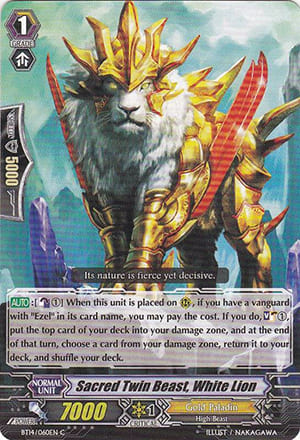 1
GRADE
5000
Its nature is fierce yet decisive.
AUTO : [ 1 ] When this unit is placed on , if you have a vanguard
with "Ezel" in its card name, you may pay the cost. If you do,
put the top card of your deck into your damage zone, and at the end
of that turn, choose a card from your damage zone, return it to your
deck, and shuffle your deck.
NORMAL
UNIT
Sacred Twin Beast, White Lion
POWER
7000
1
CRITICAL
Gold Paladin
High Beast
BT14/060EN C
ILLUST / NAKAGAWA